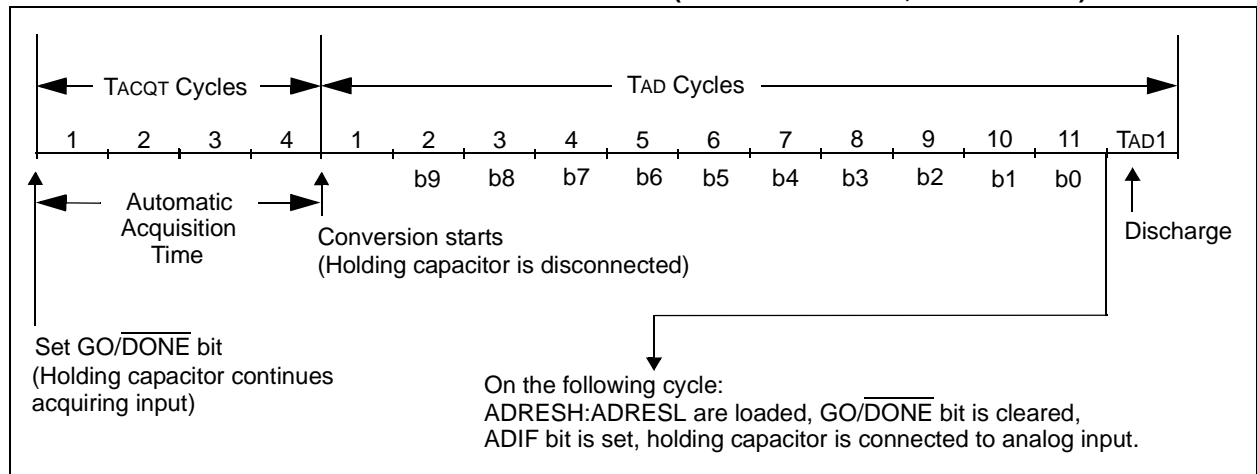 TACQT Cycles TAD Cycles
1 2 3 4 1 2 3 4 5 6 7 8 9 10 11 TAD1
b9 b8 b7 b6 b5 b4 b3 b2 b1 b0
Automatic
Acquisition
Time
Conversion starts
(Holding capacitor is disconnected)
Discharge
Set GO/DONE bit
(Holding capacitor continues
acquiring input)
On the following cycle:
ADRESH:ADRESL are loaded, GO/DONE bit is cleared,
ADIF bit is set, holding capacitor is connected to analog input.